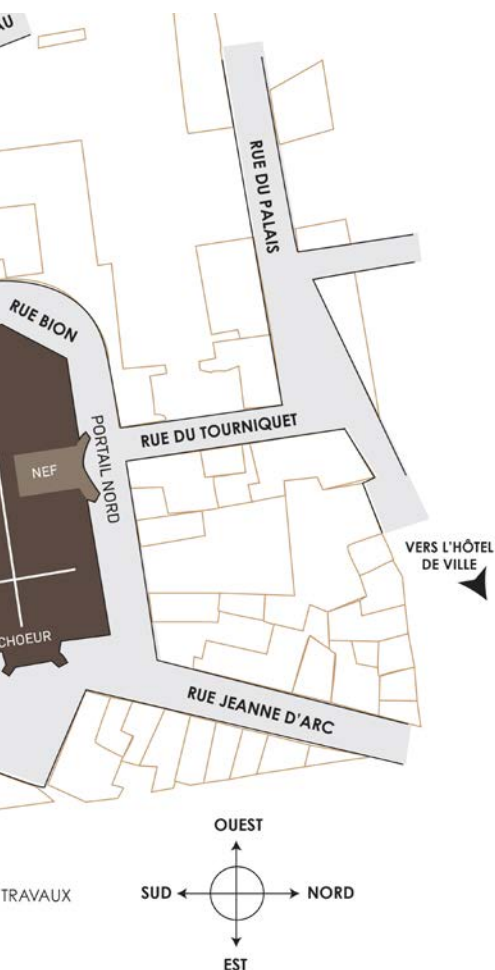 RUE DU PALAIS
RUE BION
RUE DU TOURNIQUET
PORTAIL NORD
NEF
VERS L'HÔTEL
DE VILLE
CHOEUR
RUE JEANNE D'ARC
OUEST
TRAVAUX
SUD
NORD
EST